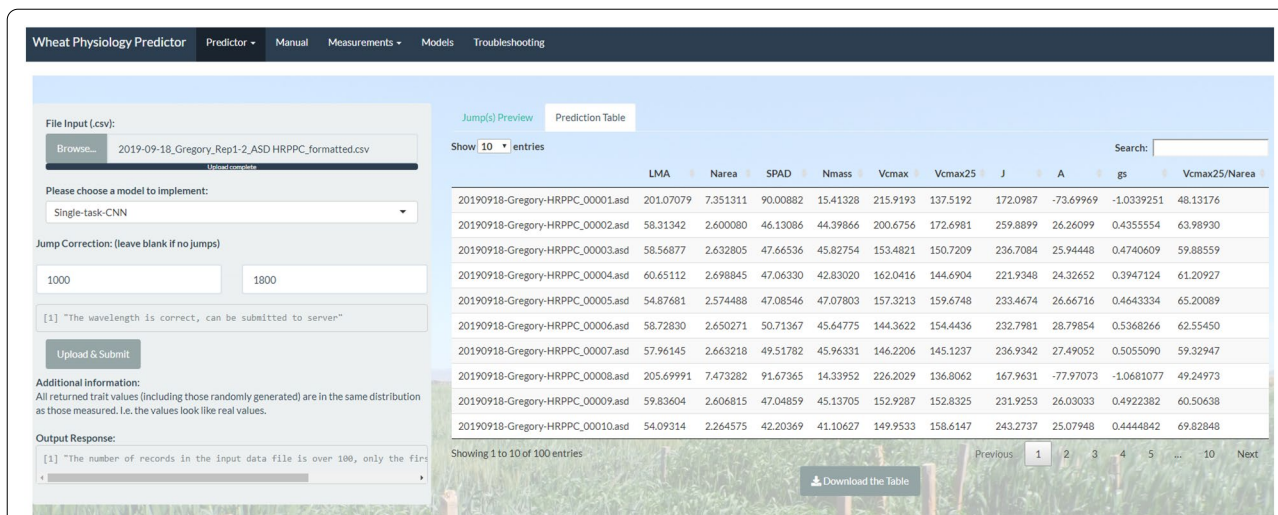 Wheat Physiology Predictor Predictor Manual Measurements Models Troubleshooting
File Input (.csv):
Browse... 2019-09-18_Gregory_Rep1-2_ASD HRPPC_formatted.csv
Upload complete
Please choose a model to implement:
Single-task-CNN
Jump Correction: (leave blank if no jumps)
1000 1800
[1] "The wavelength is correct, can be submitted to server"
Upload & Submit
Additional information:
All returned trait values (including those randomly generated) are in the same distribution
as those measured. I.e. the values look like real values.
Output Response:
[1] "The number of records in the input data file is over 100, only the firs
Jump(s) Preview Prediction Table
Show 10 entries Search:
LMA Narea SPAD Nmass Vcmax Vcmax25 J A gs Vcmax25/Narea
20190918-Gregory-HRPPC_00001.asd 201.07079 7.351311 90.00882 15.41328 215.9193 137.5192 172.0987 -73.69969 -1.0339251 48.13176
20190918-Gregory-HRPPC_00002.asd 58.31342 2.600080 46.13086 44.39866 200.6756 172.6981 259.8899 26.26099 0.4355554 63.98930
20190918-Gregory-HRPPC_00003.asd 58.56877 2.632805 47.66536 45.82754 153.4821 150.7209 236.7084 25.94448 0.4740609 59.88559
20190918-Gregory-HRPPC_00004.asd 60.65112 2.698845 47.06330 42.83020 162.0416 144.6904 221.9348 24.32652 0.3947124 61.20927
20190918-Gregory-HRPPC_00005.asd 54.87681 2.574488 47.08546 47.07803 157.3213 159.6748 233.4674 26.66716 0.4643334 65.20089
20190918-Gregory-HRPPC_00006.asd 58.72830 2.650271 50.71367 45.64775 144.3622 154.4436 232.7981 28.79854 0.5368266 62.55450
20190918-Gregory-HRPPC_00007.asd 57.96145 2.663218 49.51782 45.96331 146.2206 145.1237 236.9342 27.49052 0.5055090 59.32947
20190918-Gregory-HRPPC_00008.asd 205.69991 7.473282 91.67365 14.33952 226.2029 136.8062 167.9631 -77.97073 -1.0681077 49.24973
20190918-Gregory-HRPPC_00009.asd 59.83604 2.606815 47.04859 45.13705 152.9287 152.8325 231.9253 26.03033 0.4922382 60.50638
20190918-Gregory-HRPPC_00010.asd 54.09314 2.264575 42.20369 41.10627 149.9533 158.6147 243.2737 25.07948 0.4444842 69.82848
Showing 1 to 10 of 100 entries Previous 1 2 3 4 5 ... 10 Next
Download the Table